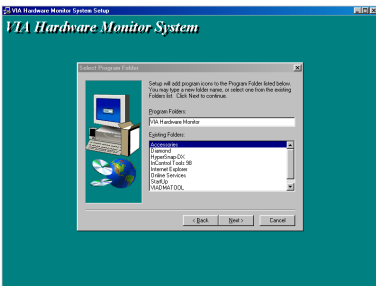 VIA Hardware Monitor System Setup
VIA Hardware Monitor System
Select Program Folder
Setup will add program icons to the Program Folder listed below.
You may type a new folder name, or select one from the existing
Folders list. Click Next to continue.
Program Folders:
VIA Hardware Monitor
Existing Folders:
Accessories
Diamond
HyperSnap-DX
InControl Tools 98
Internet Explorer
Online Services
StartUp
VIADMATOOL
< Back
Next >
Cancel